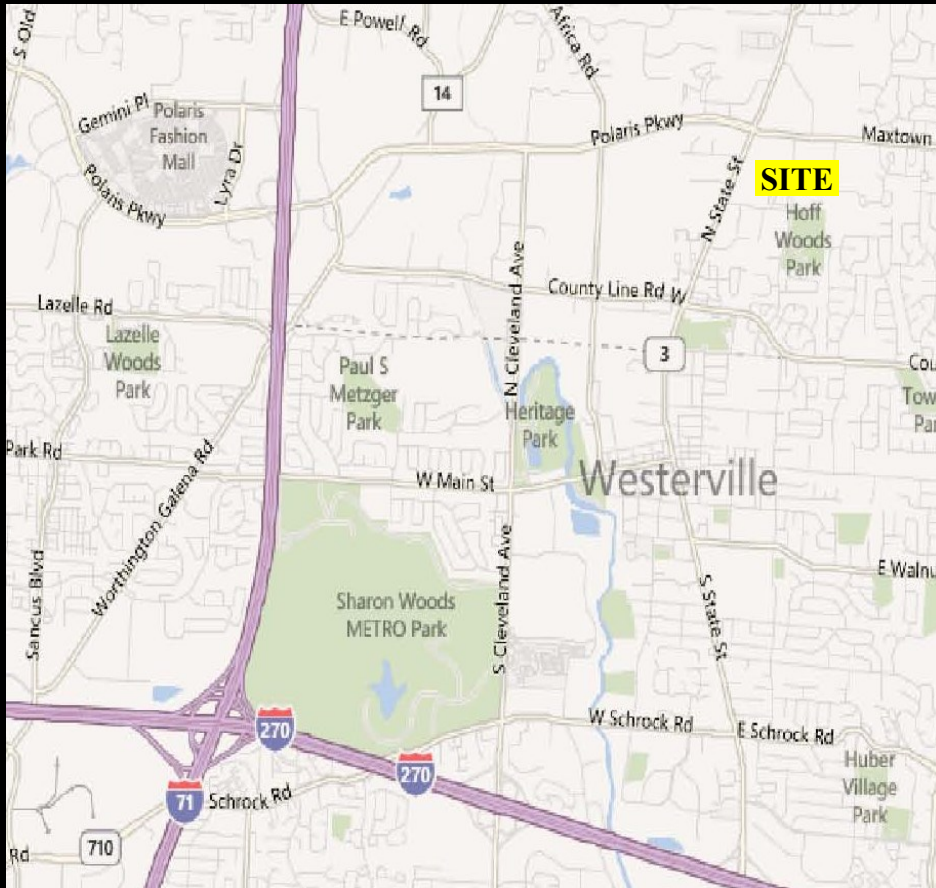 S Old
E Powell Rd
Africa Rd
14
Gemini Pl
Polaris
Fashion
Mall
Lyra Dr
Polaris Pkwy
Polaris Pkwy
Maxtown
N State St
SITE
Hoff
Woods
Park
Lazelle Rd
Lazelle
Woods
Park
N Cleveland Ave
County Line Rd W
3
Cou
Tow
Par
Paul S
Metzger
Park
Heritage
Park
Park Rd
Worthington Galena Rd
W Main St
Westerville
Sancus Blvd
S Cleveland Ave
E Walnu
S State St
Sharon Woods
METRO Park
270
270
71
W Schrock Rd
E Schrock Rd
Schrock Rd
Huber
Village
Park
710
Rd